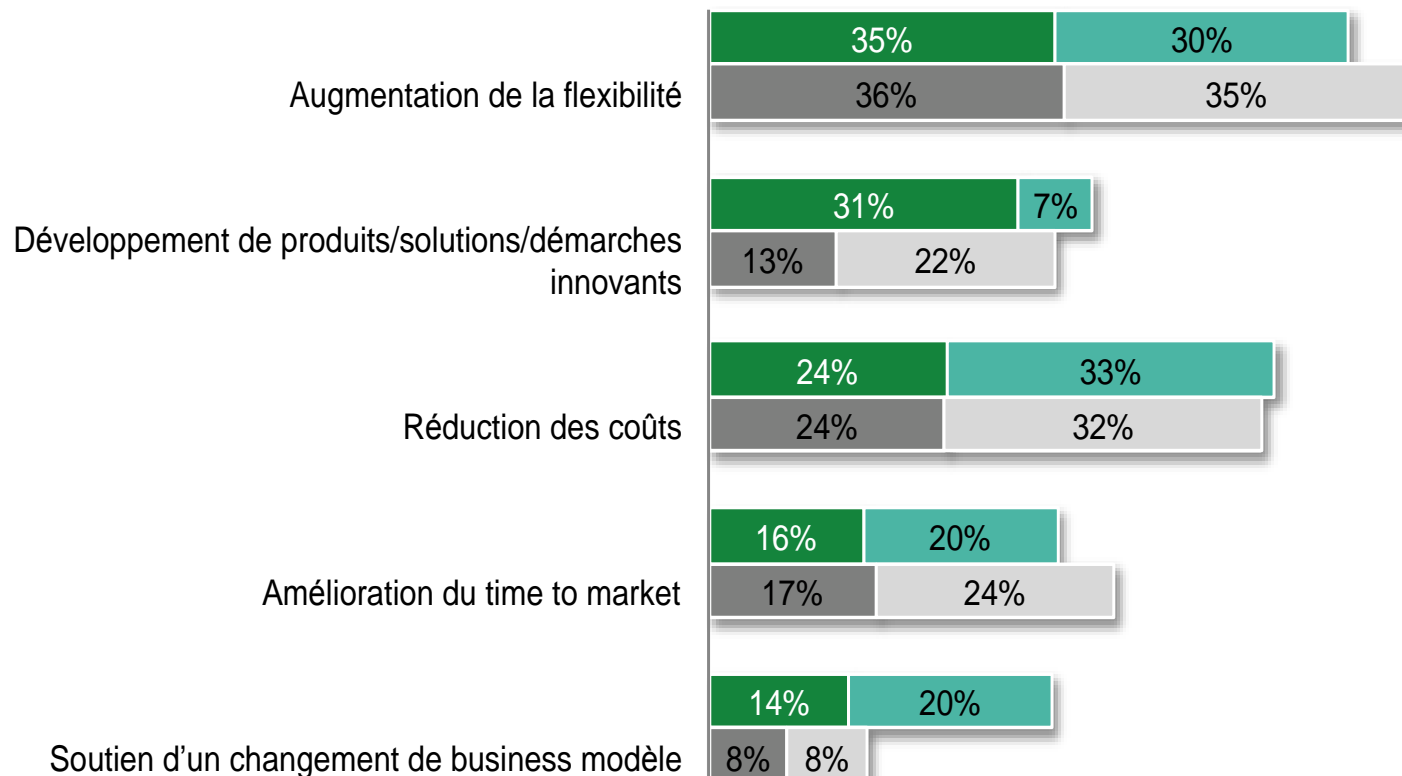 35% 30%
Augmentation de la flexibilité
36% 35%
31% 7%
Développement de produits/solutions/démarches
innovants
13% 22%
24% 33%
Réduction des coûts
24% 32%
16% 20%
Amélioration du time to market
17% 24%
14% 20%
Soutien d’un changement de business modèle
8% 8%